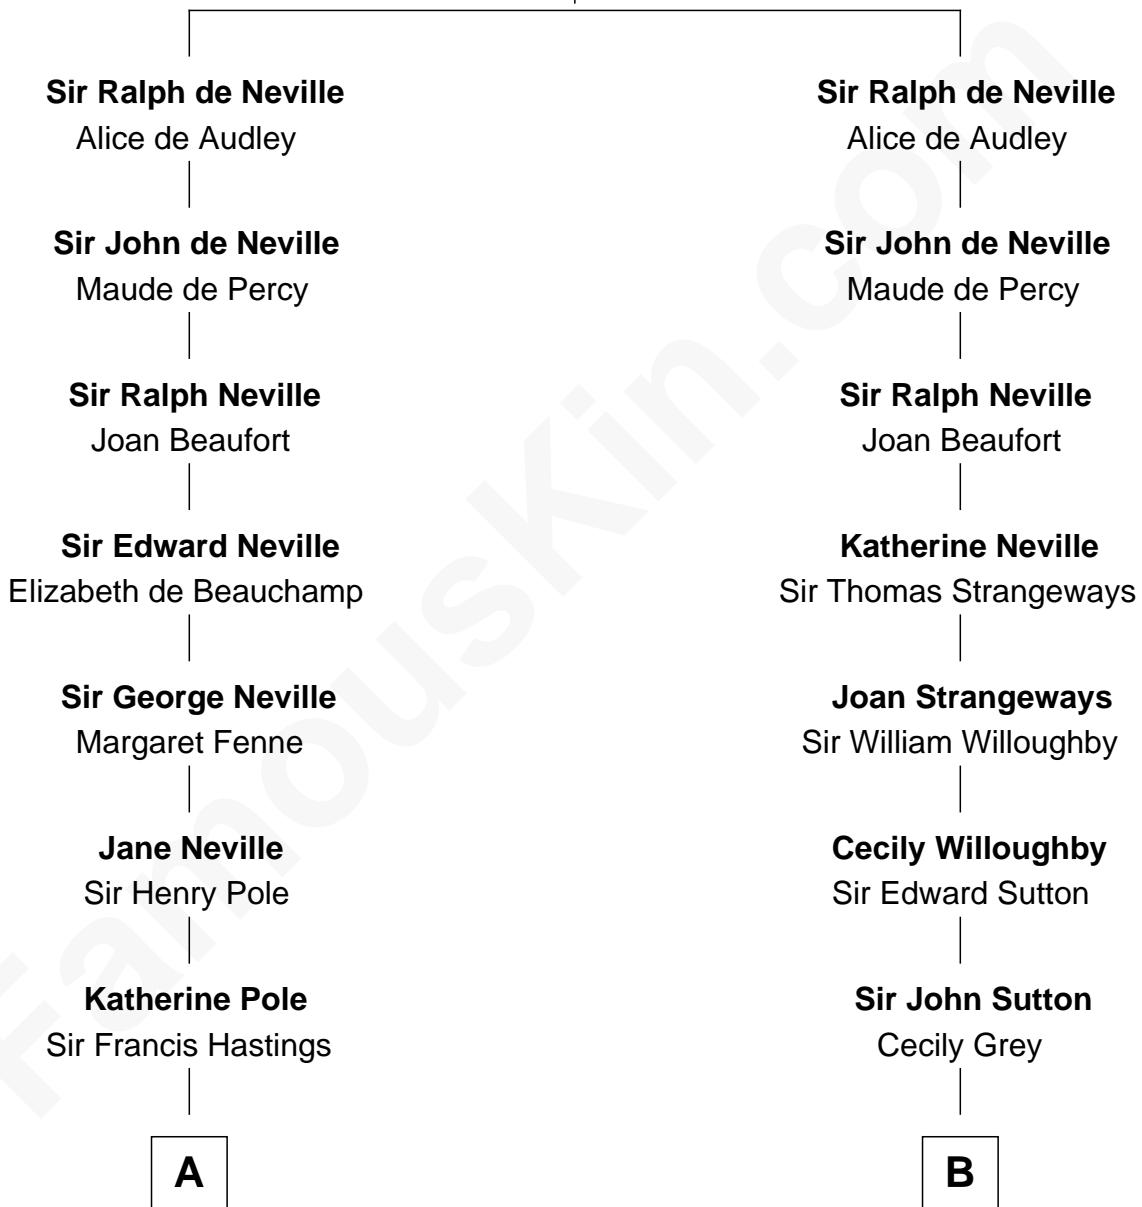 Sir Ralph de Neville
Alice de Audley
Sir John de Neville
Maude de Percy
Sir Ralph Neville
Joan Beaufort
Sir Edward Neville
Elizabeth de Beauchamp
Sir George Neville
Margaret Fenne
Jane Neville
Sir Henry Pole
Katherine Pole
Sir Francis Hastings
A
Sir Ralph de Neville
Alice de Audley
Sir John de Neville
Maude de Percy
Sir Ralph Neville
Joan Beaufort
Katherine Neville
Sir Thomas Strangeways
Joan Strangeways
Sir William Willoughby
Cecily Willoughby
Sir Edward Sutton
Sir John Sutton
Cecily Grey
B
FamousKin.com